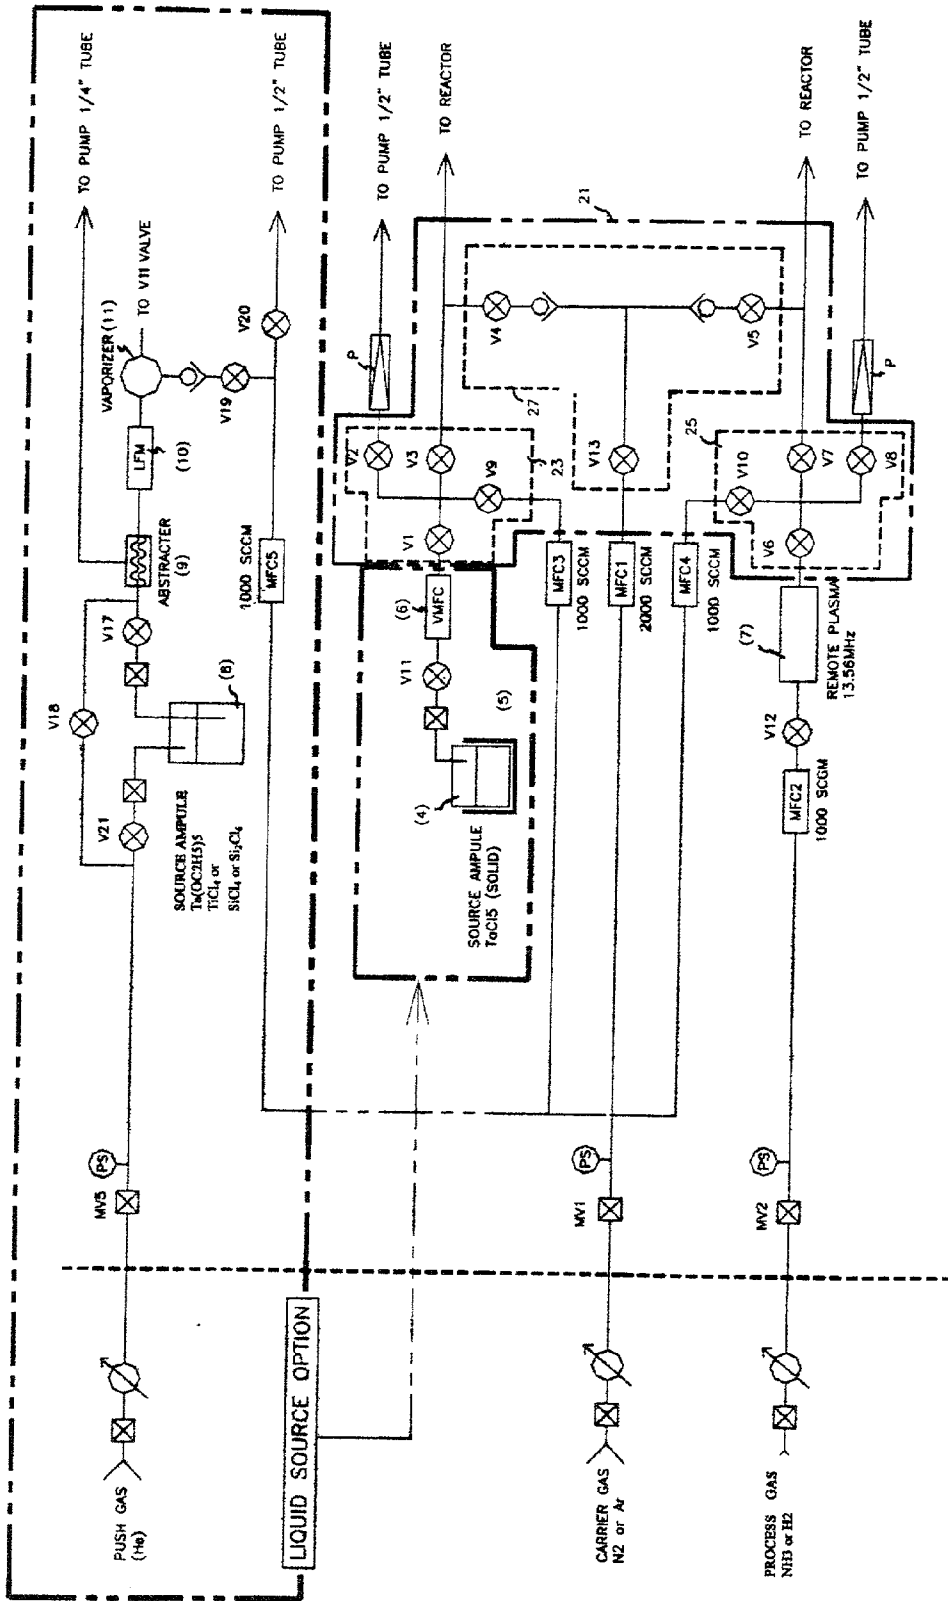 TO PUMP 1/4" TUBE
TO V11 VALVE
TO PUMP 1/2" TUBE
VAPORIZER (11)
V20
V19
LFM
(10)
ABSTRACTER
(9)
MFC5
1000 SCCM
V17
V18
(8)
V21
SOURCE AMPULE
Ta(OC2H5)5
TiCl₄ or
SiCl₄ or Si₂Cl₆
PS
MV5
PUSH GAS
(He)
LIQUID SOURCE OPTION
TO PUMP 1/2" TUBE
TO REACTOR
P
21
V4
V5
27
V2
V3
V9
23
V1
V13
25
V10
V7
V8
V6
P
TO REACTOR
TO PUMP 1/2" TUBE
(6)
VMFC
V11
(5)
(4)
SOURCE AMPULE
TaCl5 (SOLID)
MFC3
1000 SCCM
MFC1
2000 SCCM
MFC4
1000 SCCM
(7)
REMOTE PLASMA
13.56MHz
V12
MFC2
1000 SCGM
PS
MV1
CARRIER GAS
N2 or Ar
PS
MV2
PROCESS GAS
NH3 or H2